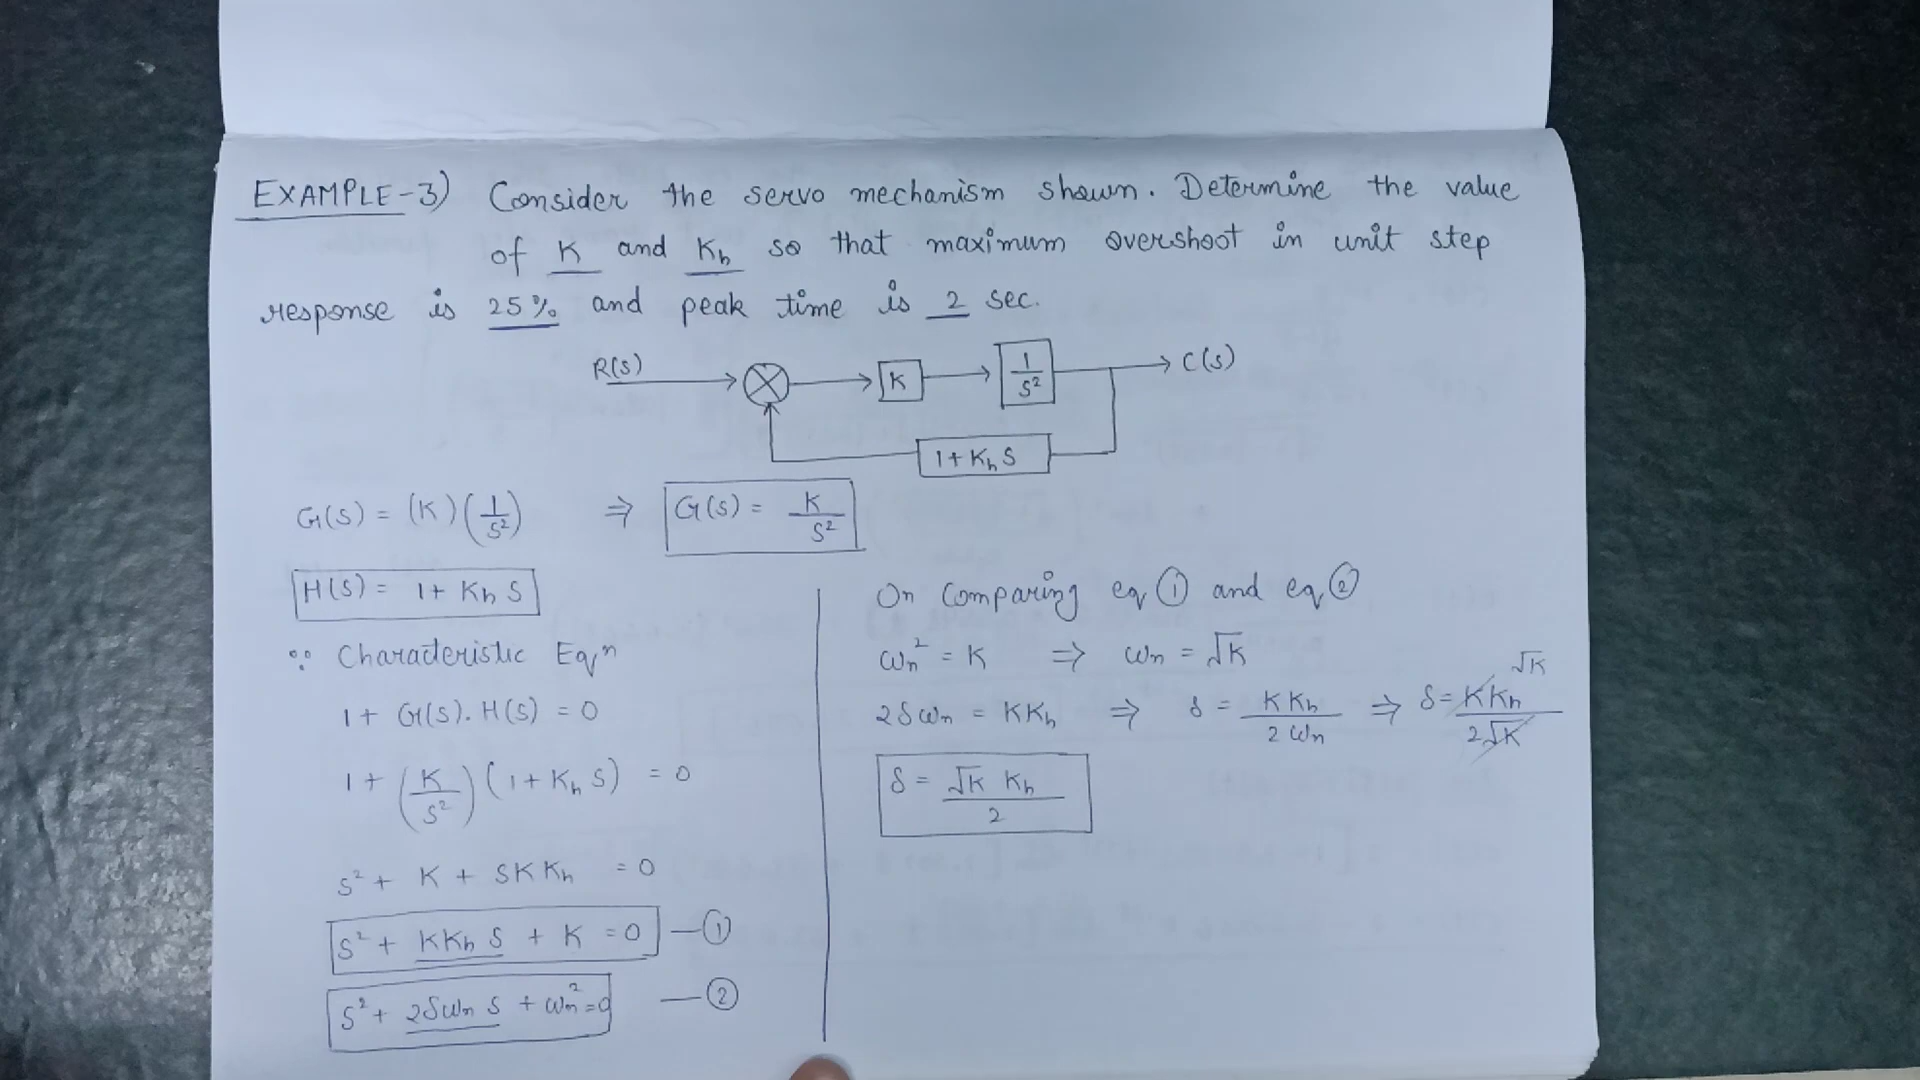 EXAMPLE-3) Consider the servo mechanism shown. Determine the value
of K and Kh so that maximum overshoot in unit step
response is 25% and peak time is 2 sec.
R(S) K 1/S² C(S)
1+KhS
G(S) = (K)(1/S²) ⇒ G(S) = K/S²
H(S) = 1+ Kh S
∵ Characteristic Eqⁿ
1+ G(S). H(S) = 0
1+ (K/S²)(1+Kh S) = 0
S² + K + SKKh = 0
S² + KKh S + K = 0 —①
S² + 2δωn S + ωn² = 0 —②
On Comparing eq ① and eq ②
ωn² = K ⇒ ωn = √K
2δωn = KKh ⇒ δ = KKh/2ωn ⇒ δ = KKh/2√K √K
δ = √K Kh/2